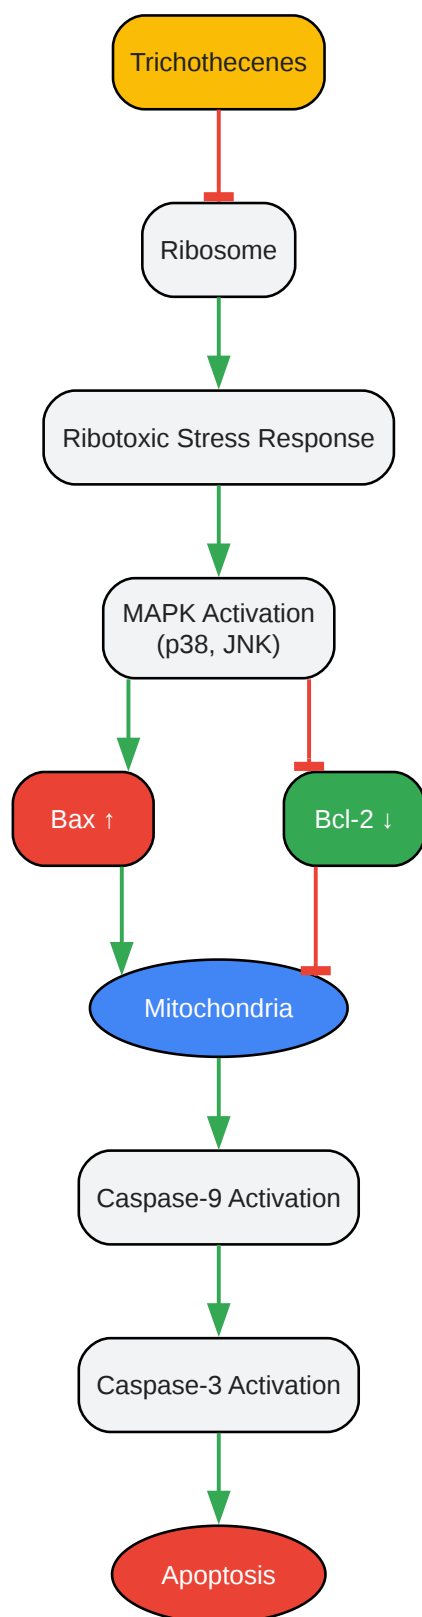 Trichothecenes
Ribosome
Ribotoxic Stress Response
MAPK Activation
(p38, JNK)
Bax ↑
Bcl-2 ↓
Mitochondria
Caspase-9 Activation
Caspase-3 Activation
Apoptosis